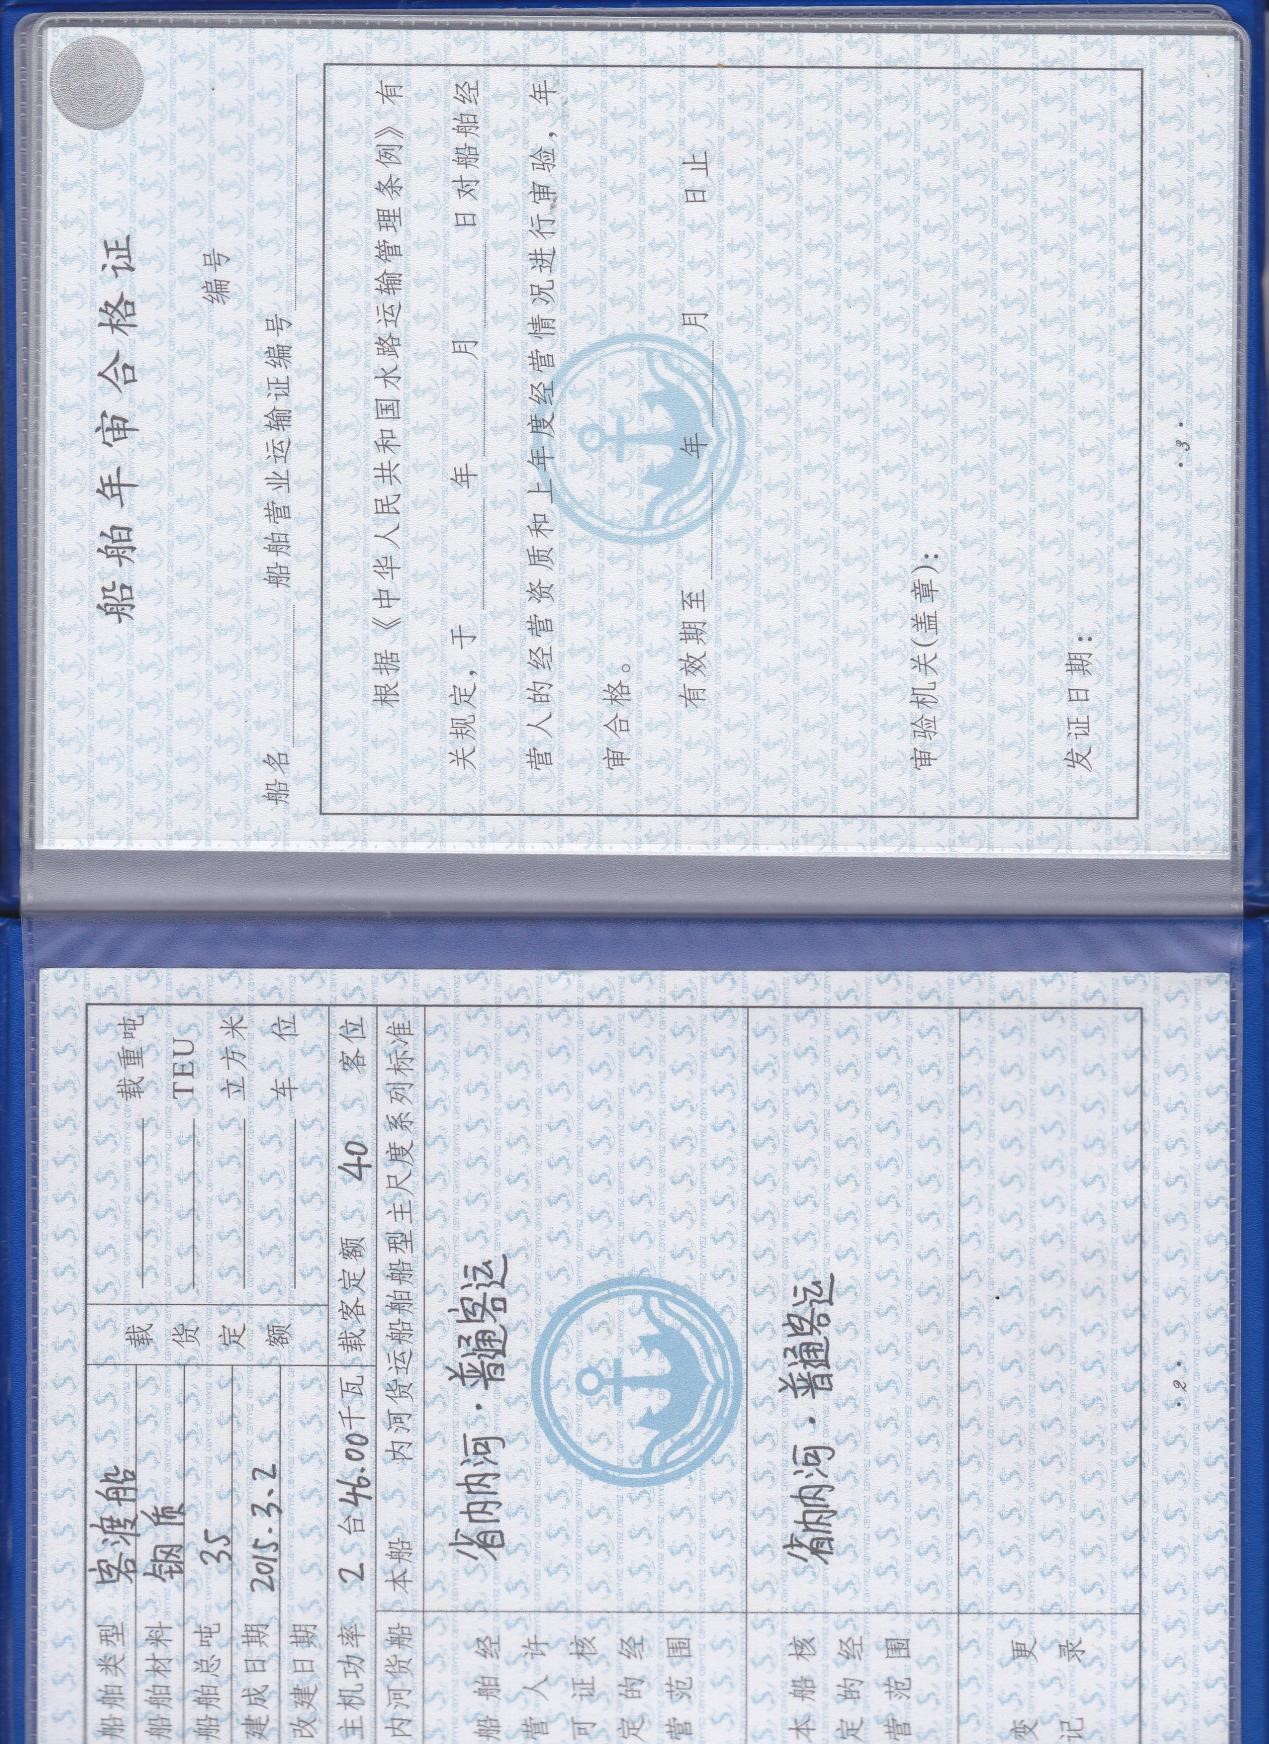 船舶类型 客渡船
船舶材料 钢质
船舶总吨 35
建成日期 2015.3.2
改建日期
载货定额
载重吨
TEU
立方米
车 位
主机功率 2 台 46.00 千瓦 载客定额 40 客位
内河货船 本船 内河货运船舶船型主尺度系列标准
船舶经
营人许
可证核
定的经
营范围
省内内河·普通客运
本船核
定的经
营范围
省内内河·普通客运
变 更
记 录
·2·
船舶年审合格证
编号
船名 船舶营业运输证编号
根据《中华人民共和国水路运输管理条例》有
关规定，于 年 月 日对船舶经
营人的经营资质和上年度经营情况进行审验，年
审合格。
有效期至 年 月 日止
审验机关(盖章)：
发证日期：
·3·